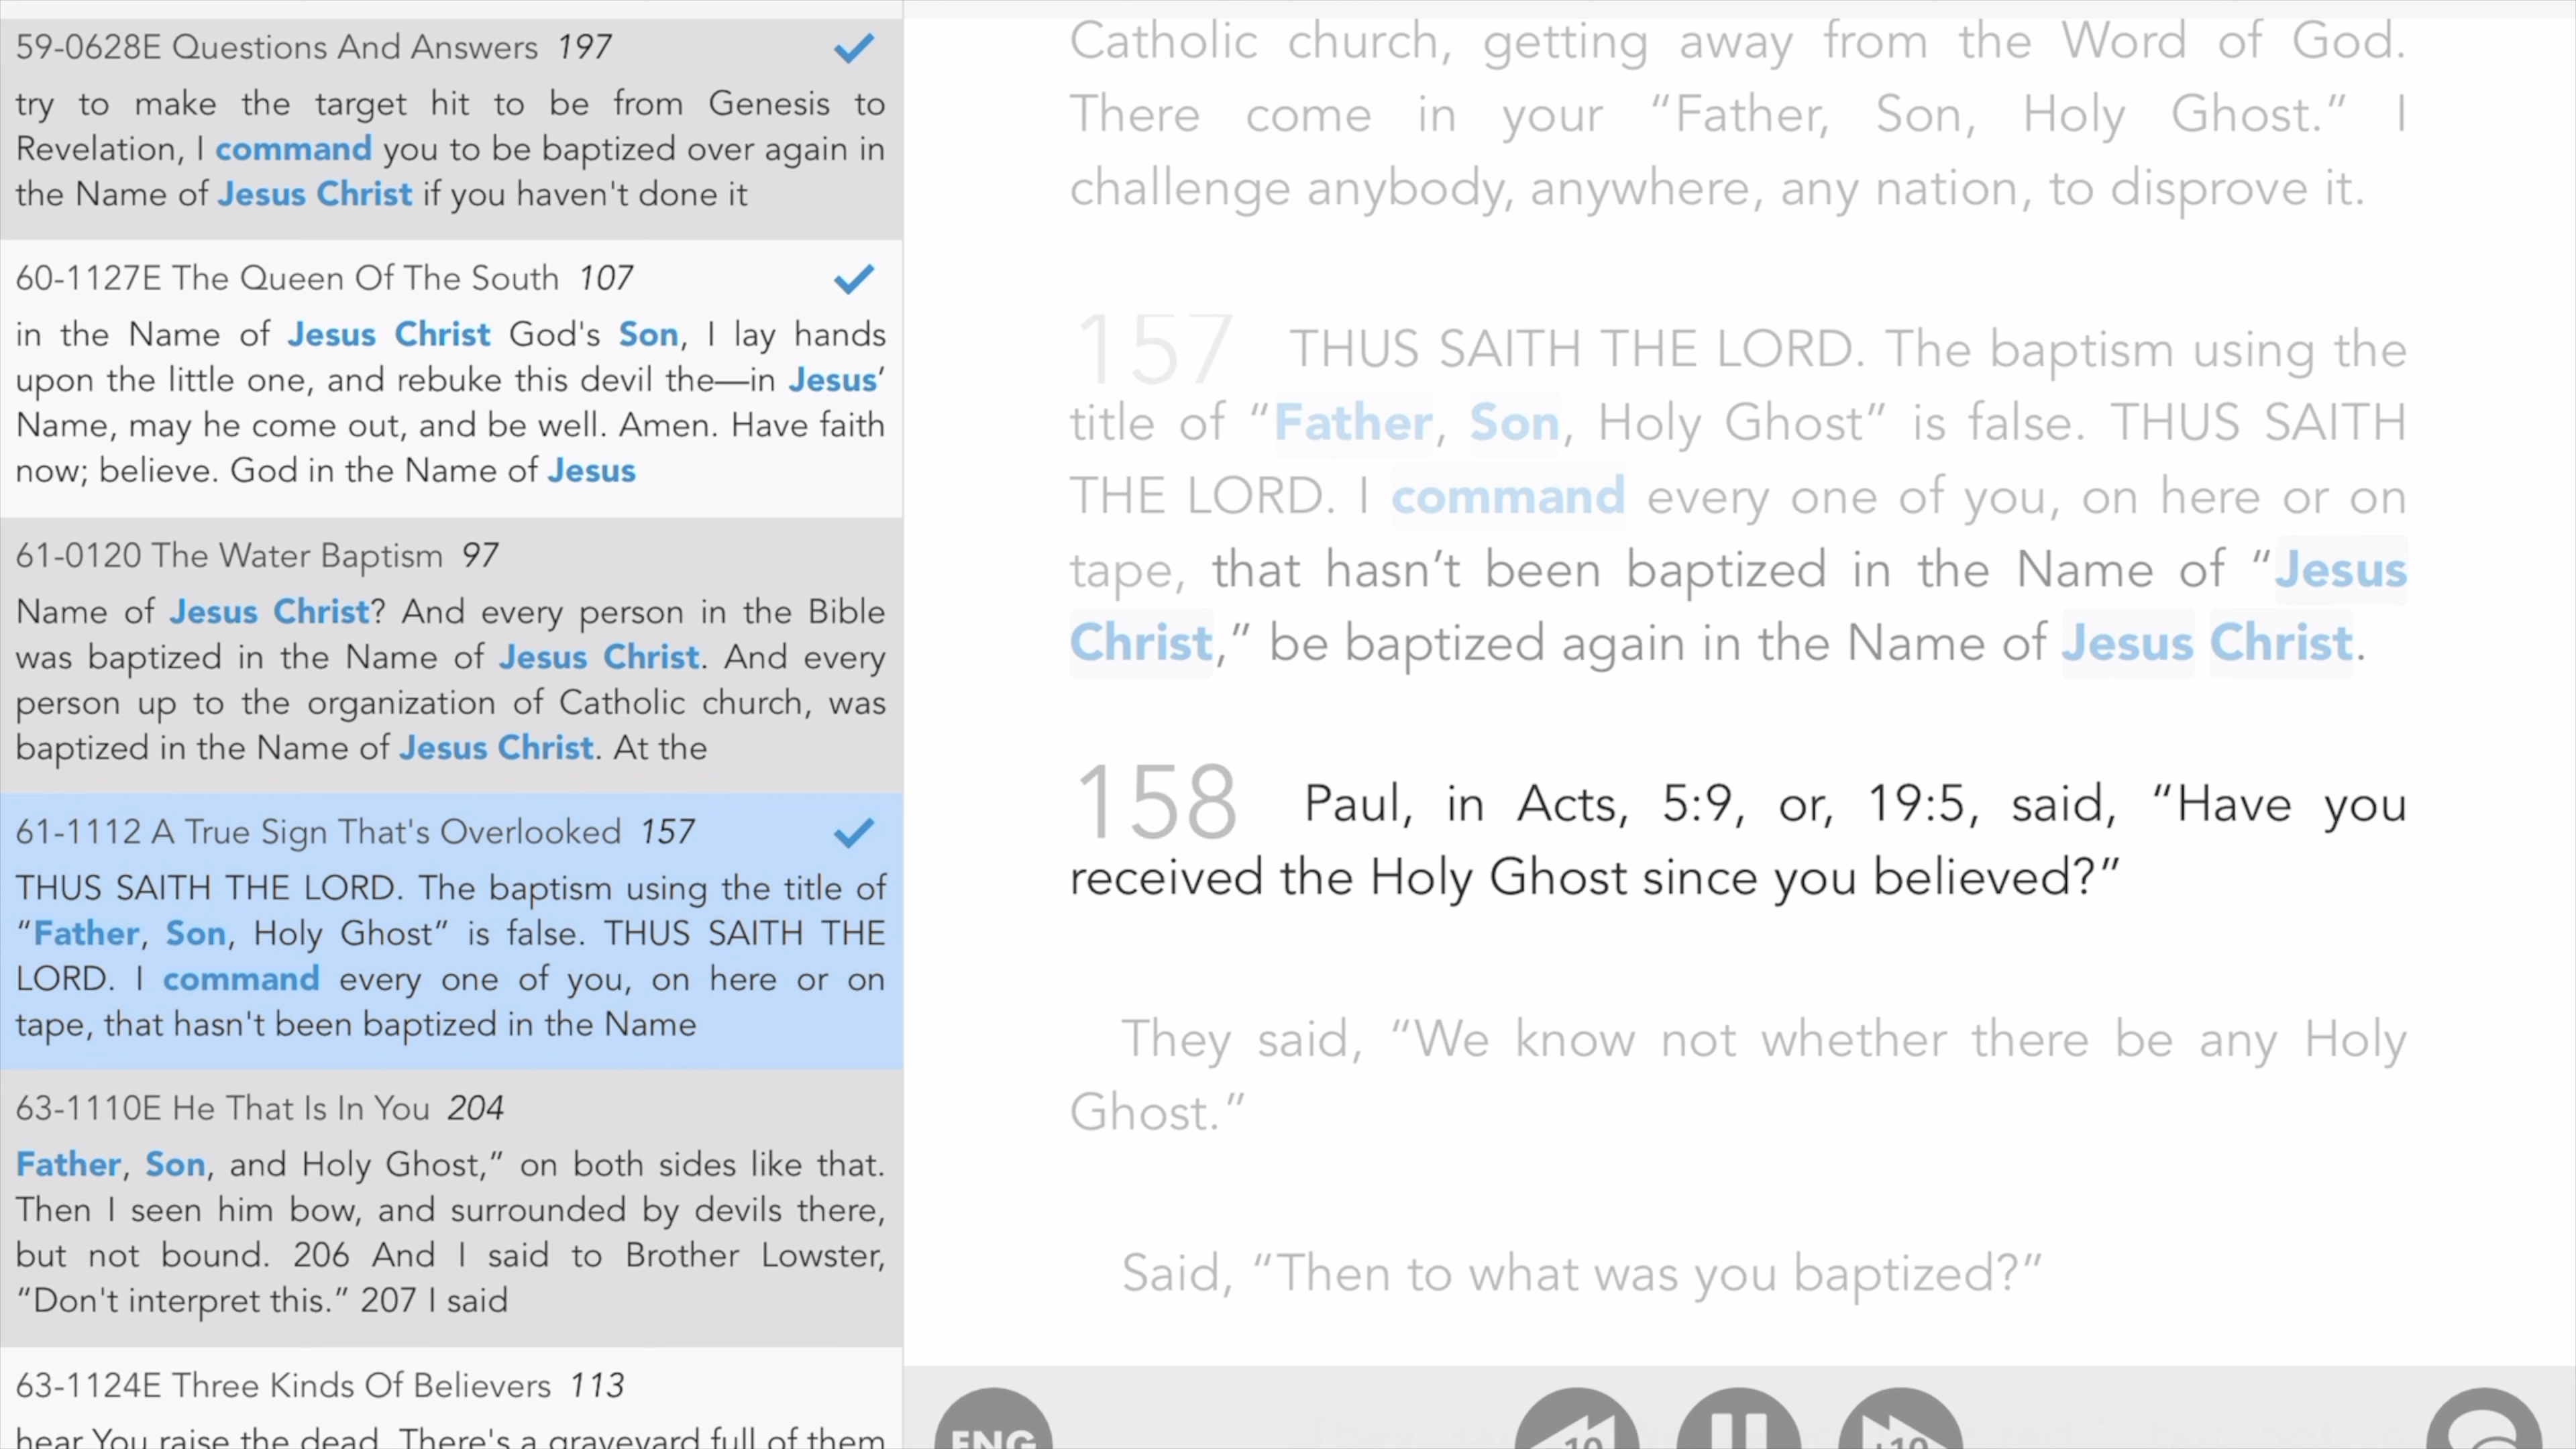 59-0628E Questions And Answers 197
try to make the target hit to be from Genesis to
Revelation, I command you to be baptized over again in
the Name of Jesus Christ if you haven't done it
60-1127E The Queen Of The South 107
in the Name of Jesus Christ God's Son, I lay hands
upon the little one, and rebuke this devil the—in Jesus’
Name, may he come out, and be well. Amen. Have faith
now; believe. God in the Name of Jesus
61-0120 The Water Baptism 97
Name of Jesus Christ? And every person in the Bible
was baptized in the Name of Jesus Christ. And every
person up to the organization of Catholic church, was
baptized in the Name of Jesus Christ. At the
61-1112 A True Sign That's Overlooked 157
THUS SAITH THE LORD. The baptism using the title of
“Father, Son, Holy Ghost” is false. THUS SAITH THE
LORD. I command every one of you, on here or on
tape, that hasn't been baptized in the Name
63-1110E He That Is In You 204
Father, Son, and Holy Ghost,” on both sides like that.
Then I seen him bow, and surrounded by devils there,
but not bound. 206 And I said to Brother Lowster,
“Don't interpret this.” 207 I said
63-1124E Three Kinds Of Believers 113
hear You raise the dead. There's a graveyard full of them
Catholic church, getting away from the Word of God.
There come in your “Father, Son, Holy Ghost.” I
challenge anybody, anywhere, any nation, to disprove it.
157 THUS SAITH THE LORD. The baptism using the
title of “Father, Son, Holy Ghost” is false. THUS SAITH
THE LORD. I command every one of you, on here or on
tape, that hasn’t been baptized in the Name of “Jesus
Christ,” be baptized again in the Name of Jesus Christ.
158 Paul, in Acts, 5:9, or, 19:5, said, “Have you
received the Holy Ghost since you believed?”
They said, “We know not whether there be any Holy
Ghost.”
Said, “Then to what was you baptized?”
ENG
-10
+10